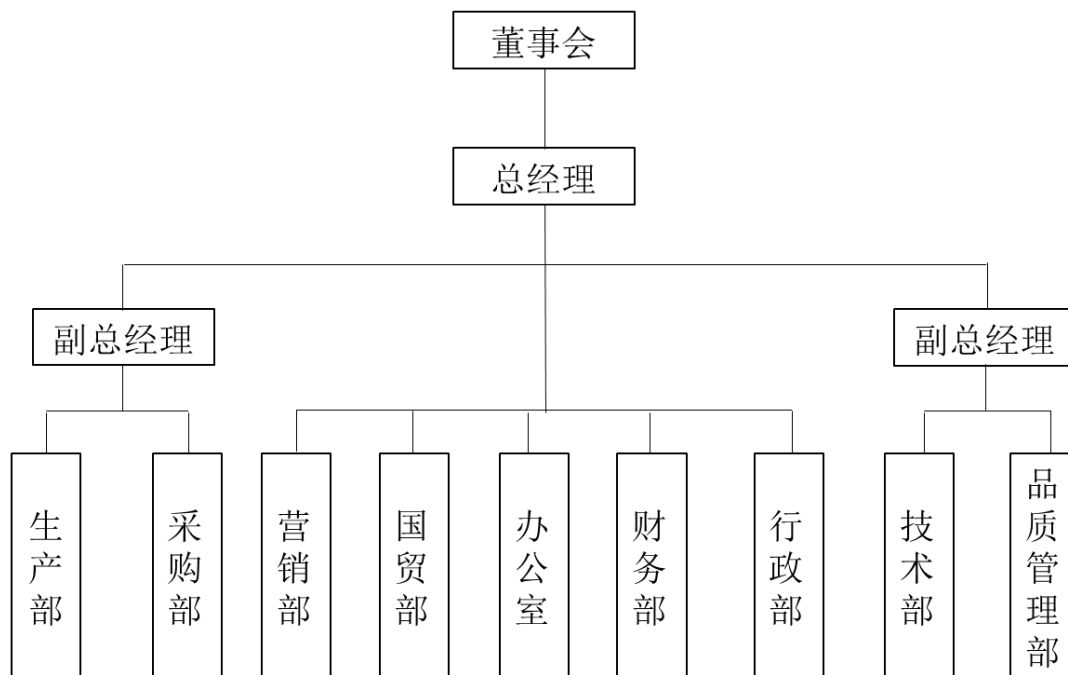 董事会
总经理
副总经理
副总经理
生产部
采购部
营销部
国贸部
办公室
财务部
行政部
技术部
品质管理部